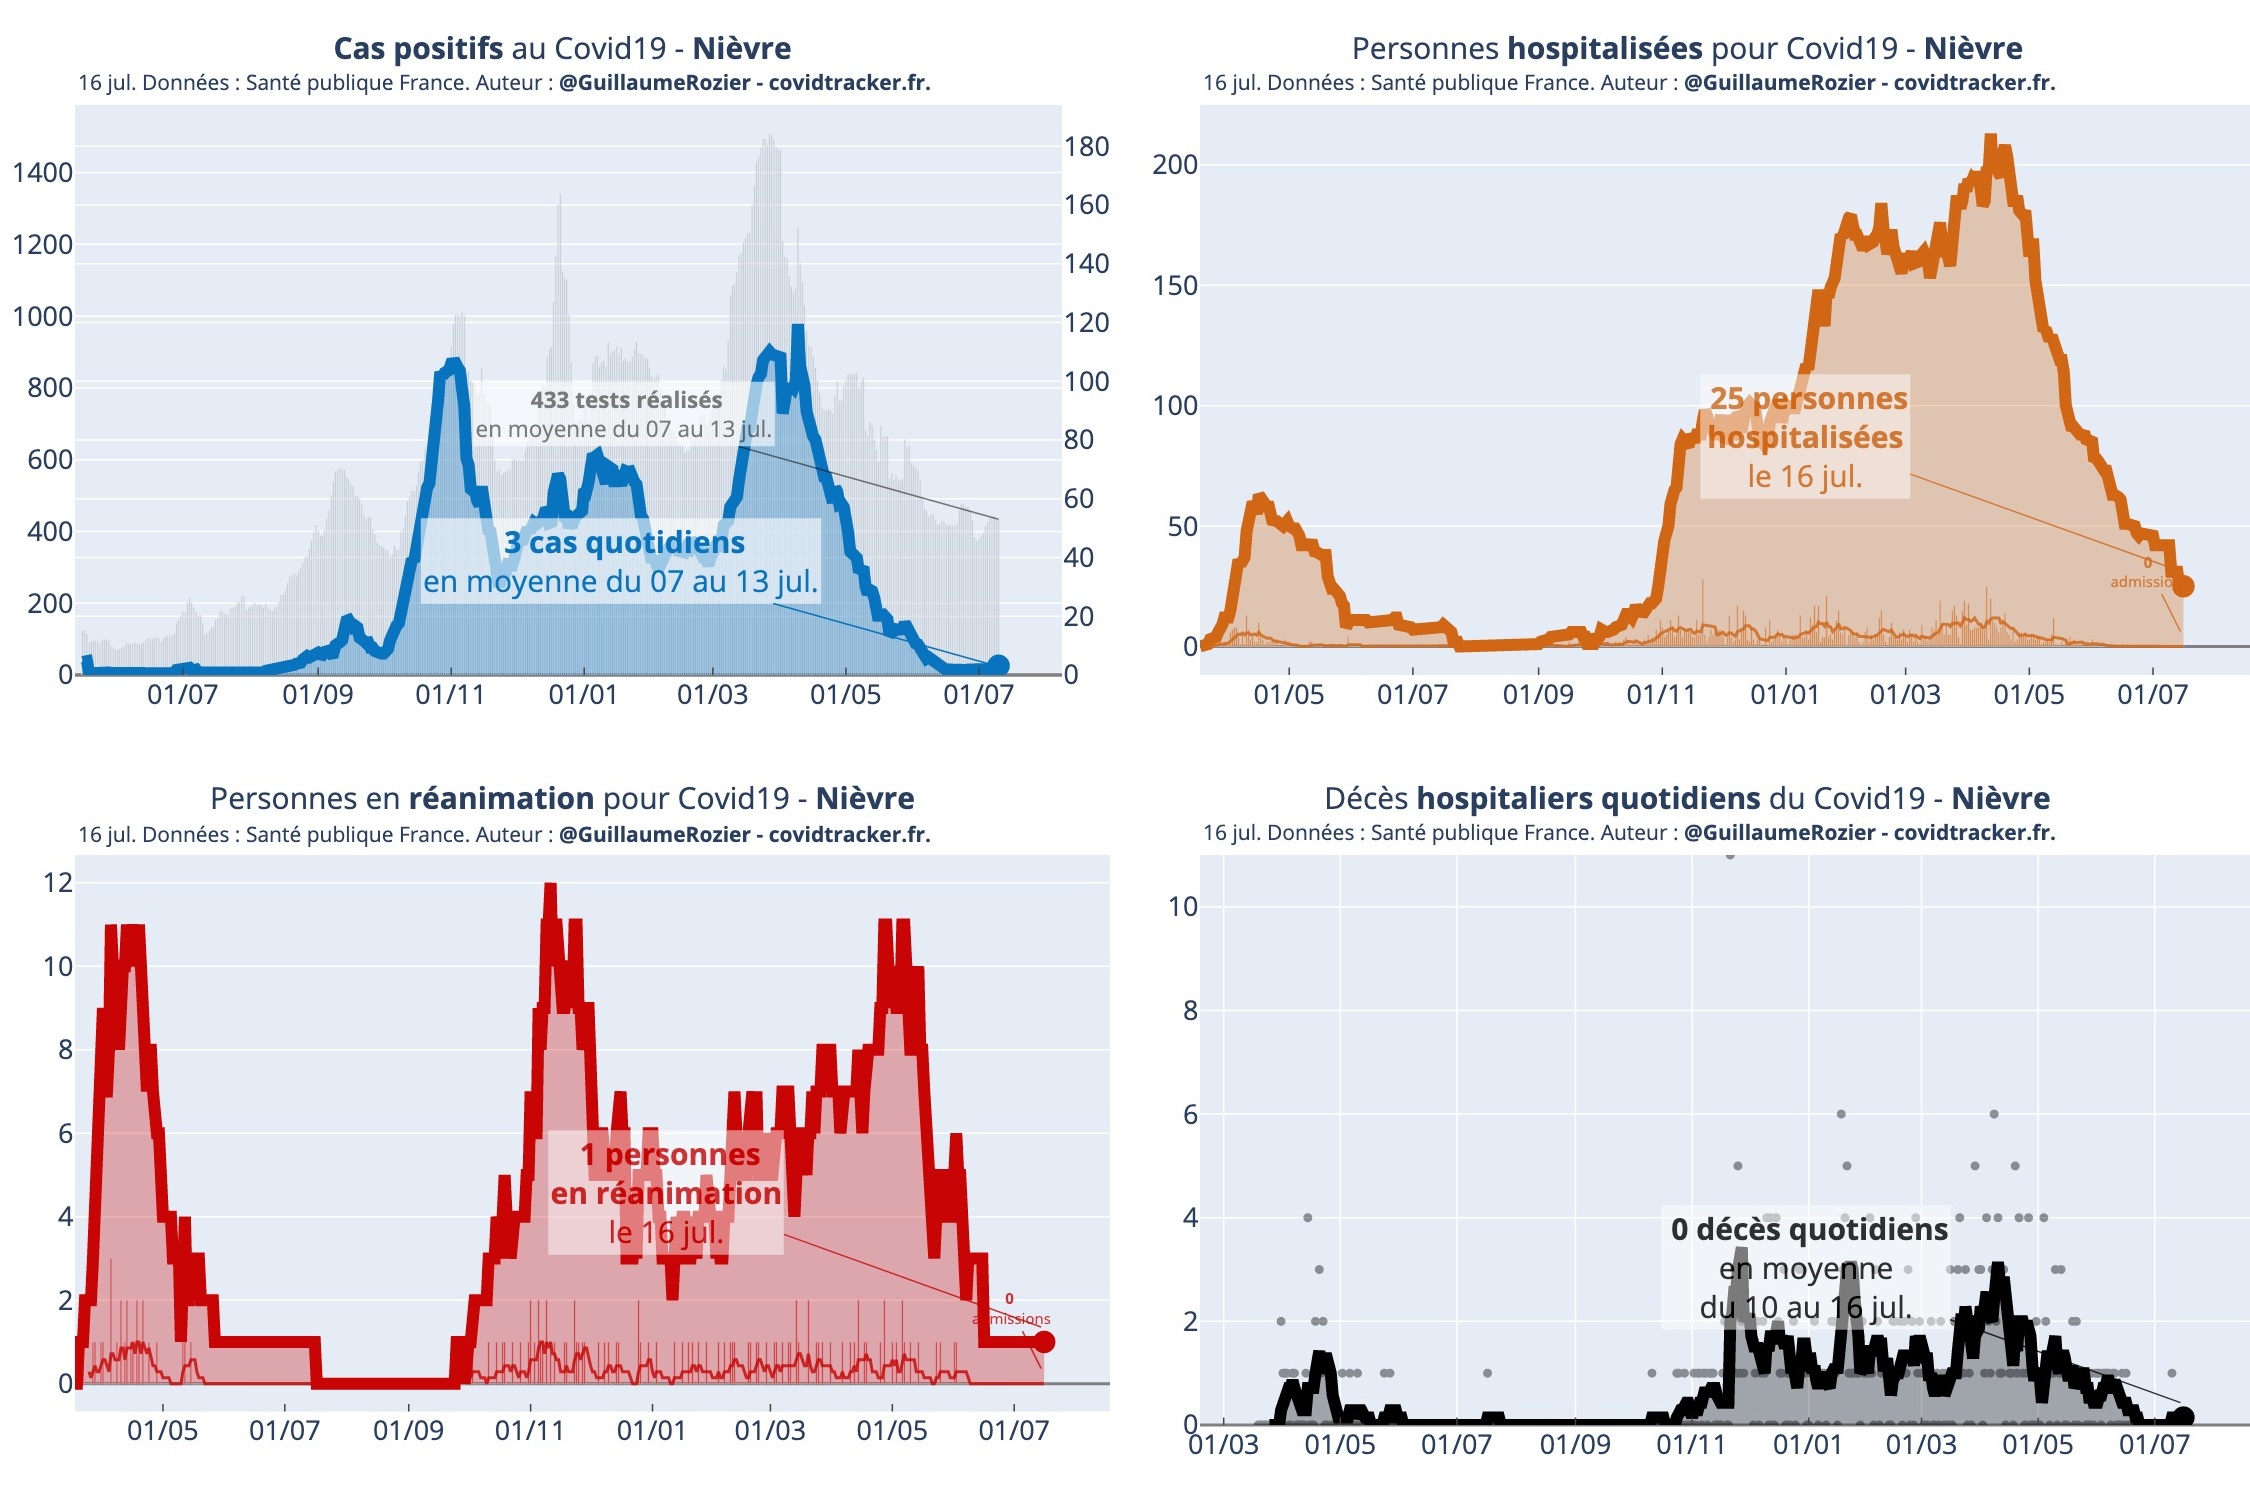 Cas positifs au Covid19 - Nièvre
16 jul. Données : Santé publique France. Auteur : @GuillaumeRozier - covidtracker.fr.
1400
1200
1000
800
600
400
200
0
180
160
140
120
100
80
60
40
20
0
433 tests réalisés
en moyenne du 07 au 13 jul.
3 cas quotidiens
en moyenne du 07 au 13 jul.
01/07 01/09 01/11 01/01 01/03 01/05 01/07
Personnes hospitalisées pour Covid19 - Nièvre
16 jul. Données : Santé publique France. Auteur : @GuillaumeRozier - covidtracker.fr.
200
150
100
50
0
25 personnes
hospitalisées
le 16 jul.
0
admissio
01/05 01/07 01/09 01/11 01/01 01/03 01/05 01/07
Personnes en réanimation pour Covid19 - Nièvre
16 jul. Données : Santé publique France. Auteur : @GuillaumeRozier - covidtracker.fr.
12
10
8
6
4
2
0
1 personnes
en réanimation
le 16 jul.
0
admissions
01/05 01/07 01/09 01/11 01/01 01/03 01/05 01/07
Décès hospitaliers quotidiens du Covid19 - Nièvre
16 jul. Données : Santé publique France. Auteur : @GuillaumeRozier - covidtracker.fr.
10
8
6
4
2
0
0 décès quotidiens
en moyenne
du 10 au 16 jul.
01/03 01/05 01/07 01/09 01/11 01/01 01/03 01/05 01/07